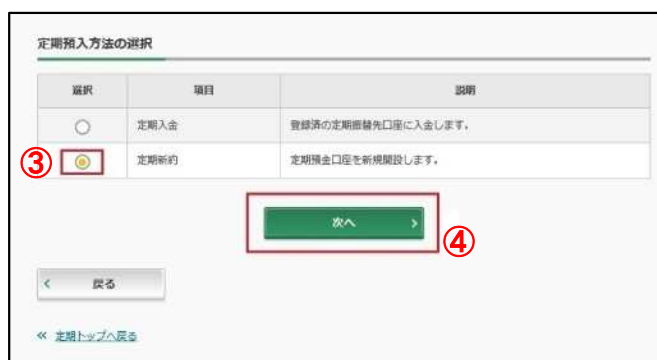 定期預入方法の選択
選択 項目 説明
定期入金 登録済の定期振替先口座に入金します。
③ 定期新約 定期預金口座を新規開設します。
次へ
④
戻る
« 定期トップへ戻る